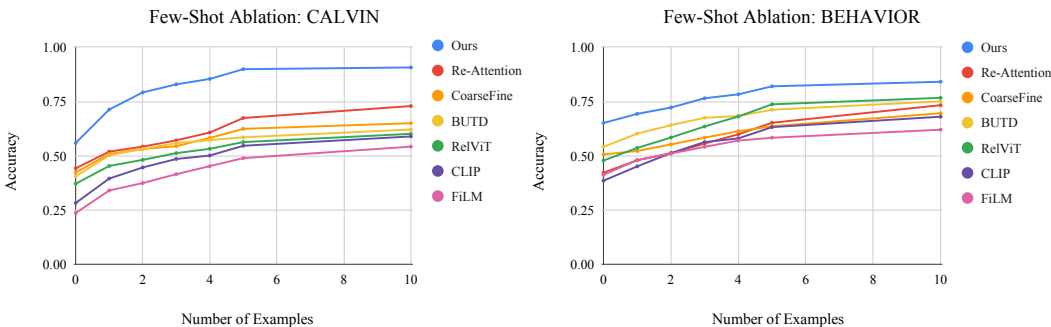 Few-Shot Ablation: CALVIN
1.00
0.75
0.50
0.25
0.00
Accuracy
0 2 4 6 8 10
Number of Examples
Ours
Re-Attention
CoarseFine
BUTD
RelViT
CLIP
FiLM
Few-Shot Ablation: BEHAVIOR
1.00
0.75
0.50
0.25
0.00
Accuracy
0 2 4 6 8 10
Number of Examples
Ours
Re-Attention
CoarseFine
BUTD
RelViT
CLIP
FiLM